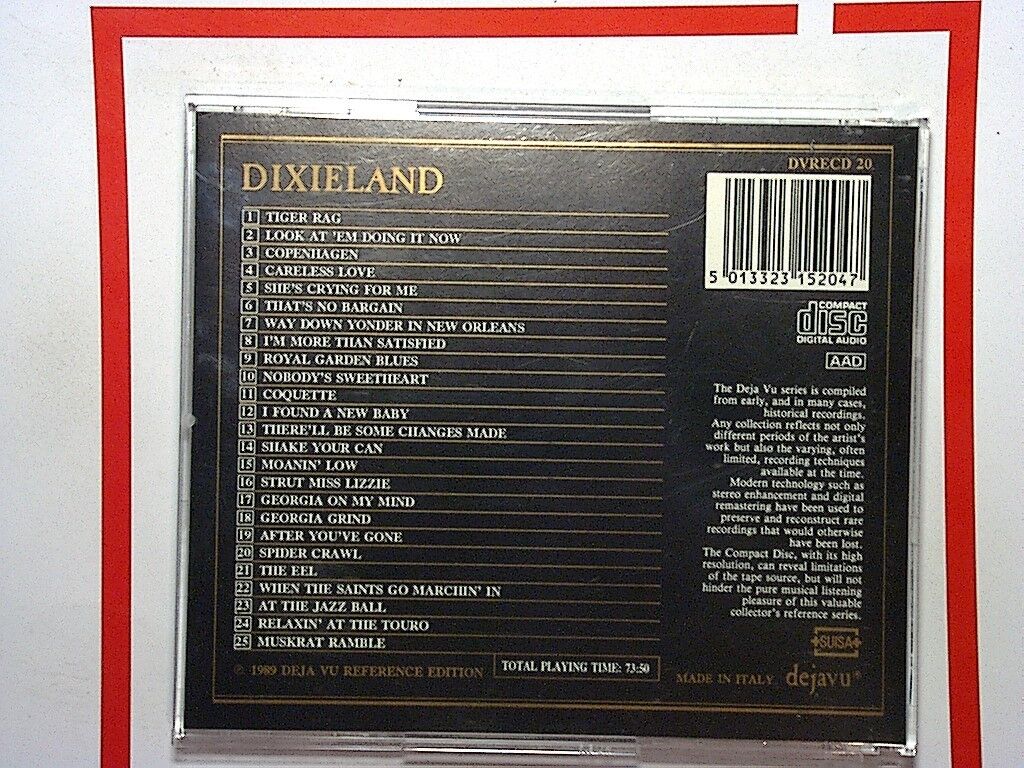 DIXIELAND
1 TIGER RAG
2 LOOK AT 'EM DOING IT NOW
3 COPENHAGEN
4 CARELESS LOVE
5 SHE'S CRYING FOR ME
6 THAT'S NO BARGAIN
7 WAY DOWN YONDER IN NEW ORLEANS
8 I'M MORE THAN SATISFIED
9 ROYAL GARDEN BLUES
10 NOBODY'S SWEETHEART
11 COQUETTE
12 I FOUND A NEW BABY
13 THERE'LL BE SOME CHANGES MADE
14 SHAKE YOUR CAN
15 MOANIN' LOW
16 STRUT MISS LIZZIE
17 GEORGIA ON MY MIND
18 GEORGIA GRIND
19 AFTER YOU'VE GONE
20 SPIDER CRAWL
21 THE EEL
22 WHEN THE SAINTS GO MARCHIN' IN
23 AT THE JAZZ BALL
24 RELAXIN' AT THE TOURO
25 MUSKRAT RAMBLE
℗ 1989 DEJA VU REFERENCE EDITION
TOTAL PLAYING TIME: 73:50
DVRECD 20
5 013323 152047
COMPACT
disc
DIGITAL AUDIO
AAD
The Deja Vu series is compiled
from early, and in many cases,
historical recordings.
Any collection reflects not only
different periods of the artist's
work but also the varying, often
limited, recording techniques
available at the time.
Modern technology such as
stereo enhancement and digital
remastering have been used to
preserve and reconstruct rare
recordings that would otherwise
have been lost.
The Compact Disc, with its high
resolution, can reveal limitations
of the tape source, but will not
hinder the pure musical listening
pleasure of this valuable
collector's reference series.
SUISA
MADE IN ITALY dejavu®